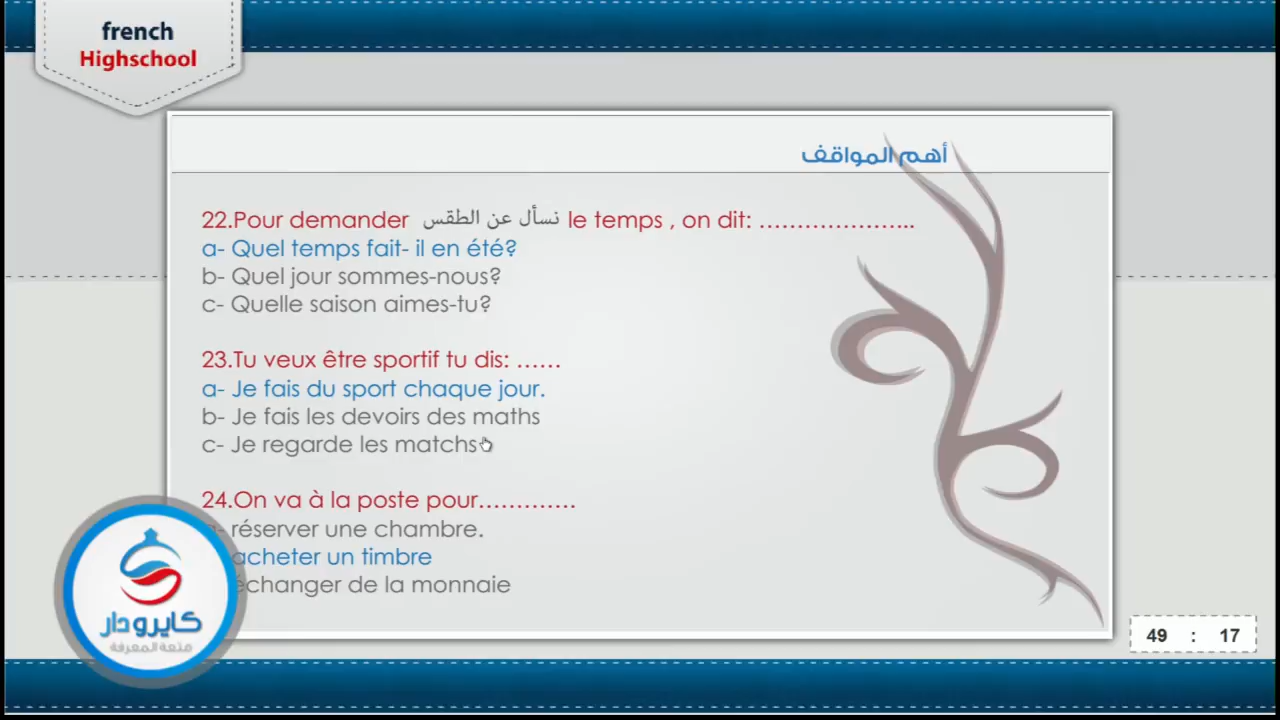 french
Highschool
أهم المواقف
22.Pour demander نسأل عن الطقس le temps , on dit: …………………..
a- Quel temps fait- il en été?
b- Quel jour sommes-nous?
c- Quelle saison aimes-tu?
23.Tu veux être sportif tu dis: ……
a- Je fais du sport chaque jour.
b- Je fais les devoirs des maths
c- Je regarde les matchs
24.On va à la poste pour………….
a- réserver une chambre.
acheter un timbre
échanger de la monnaie
كايرودار
متعة المعرفة
49 : 17